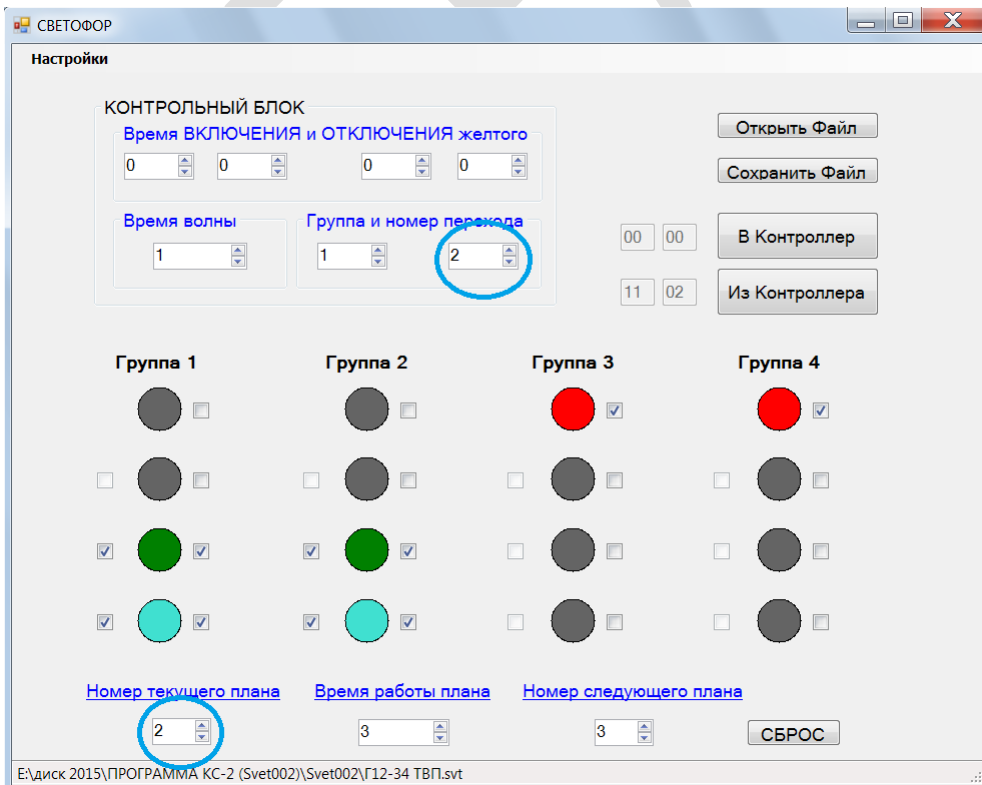 СВЕТОФОР
Настройки
КОНТРОЛЬНЫЙ БЛОК
Время ВКЛЮЧЕНИЯ и ОТКЛЮЧЕНИЯ желтого
0 0 0 0
Открыть Файл
Сохранить Файл
Время волны
Группа и номер перехода
1 1 2
00 00 В Контроллер
11 02 Из Контроллера
Группа 1 Группа 2 Группа 3 Группа 4
Номер текущего плана Время работы плана Номер следующего плана
2 3 3 СБРОС
E:\диск 2015\ПРОГРАММА КС-2 (Svet002)\Svet002\Г12-34 ТВП.svt